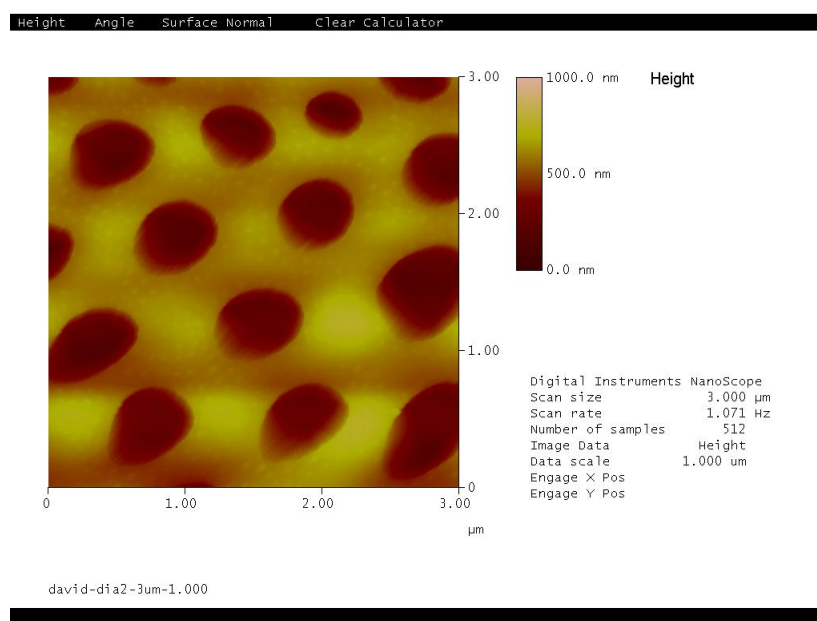 Height Angle Surface Normal Clear Calculator
3.00
1000.0 nm
Height
500.0 nm
2.00
0.0 nm
1.00
Digital Instruments NanoScope
Scan size 3.000 µm
Scan rate 1.071 Hz
Number of samples 512
Image Data Height
Data scale 1.000 um
Engage X Pos
Engage Y Pos
0
0 1.00 2.00 3.00
µm
david-dia2-3um-1.000